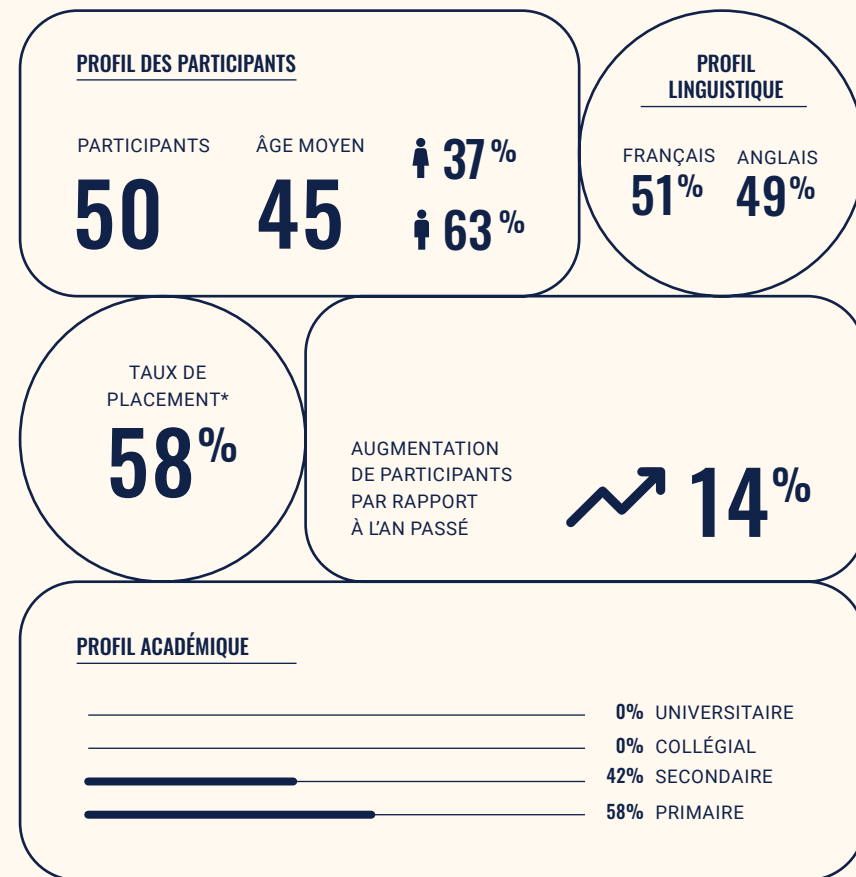 PROFIL DES PARTICIPANTS
PARTICIPANTS
50
ÂGE MOYEN
45
37%
63%
PROFIL
LINGUISTIQUE
FRANÇAIS
51%
ANGLAIS
49%
TAUX DE
PLACEMENT*
58%
AUGMENTATION
DE PARTICIPANTS
PAR RAPPORT
À L'AN PASSÉ
14%
PROFIL ACADÉMIQUE
0% UNIVERSITAIRE
0% COLLÉGIAL
42% SECONDAIRE
58% PRIMAIRE